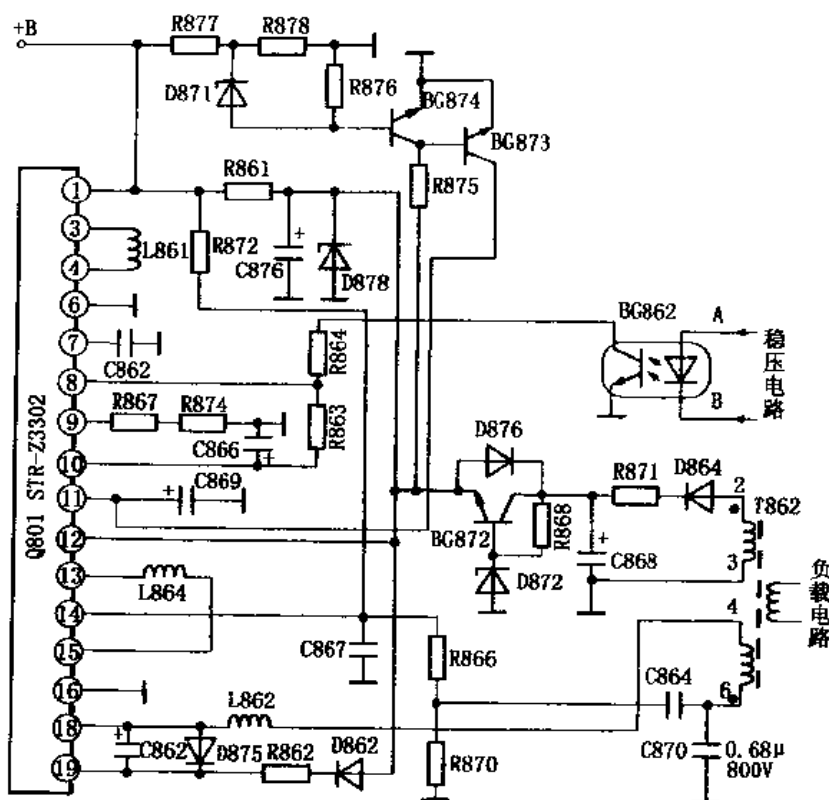 +B
R877
R878
D871
R876
BG874
BG873
R861
R875
①
③
L861
R872
C876
D878
④
⑥
BG862
A
稳压电路
⑦
C862
R864
⑧
B
R867
R874
⑨
C866
R863
D876
⑩
C869
R871
D864
2
T862
⑪
Q801 STR-Z3302
BG872
R868
⑫
C868
3
D872
⑬
L864
负载电路
4
⑭
C867
R866
⑮
C864
6
⑯
L862
⑱
C862
D875
R862
D862
C870
0.68μ
800V
R870
⑲